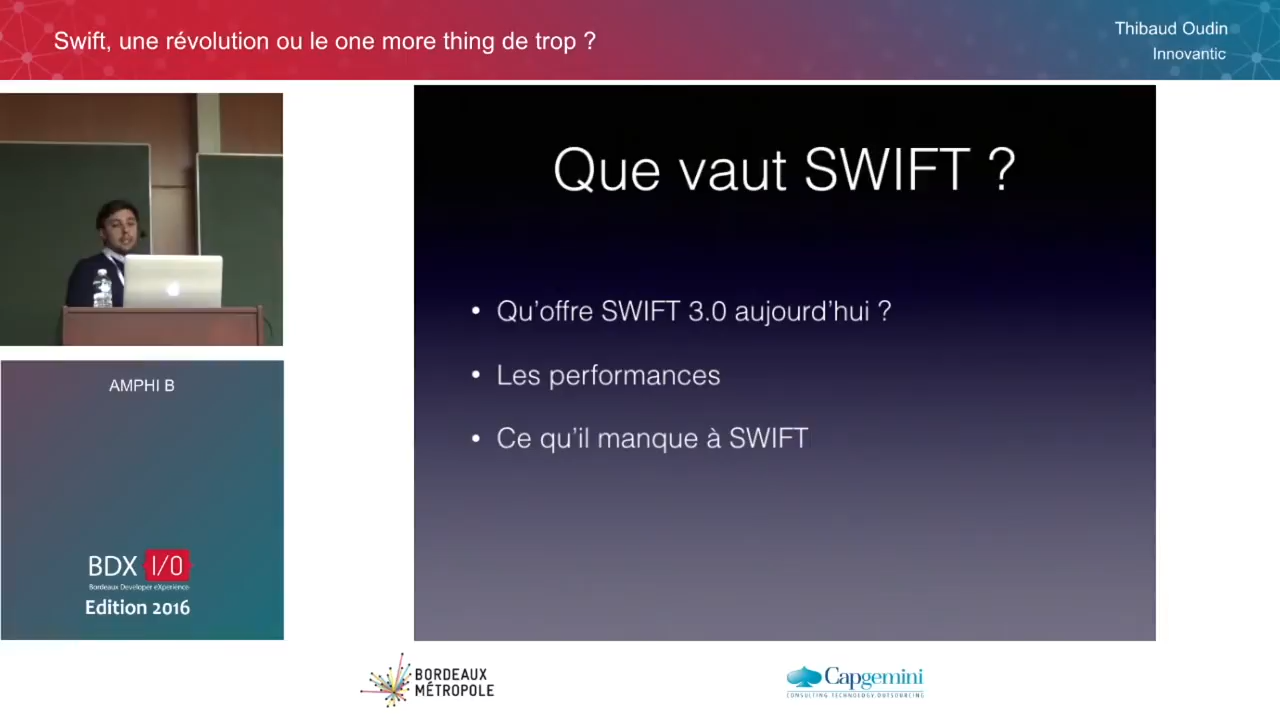 Swift, une révolution ou le one more thing de trop ?
Thibaud Oudin
Innovantic
Que vaut SWIFT ?
• Qu'offre SWIFT 3.0 aujourd'hui ?
• Les performances
• Ce qu'il manque à SWIFT
AMPHI B
BDX I/O
Bordeaux Developer eXperience
Edition 2016
BORDEAUX
MÉTROPOLE
Capgemini
CONSULTING.TECHNOLOGY.OUTSOURCING